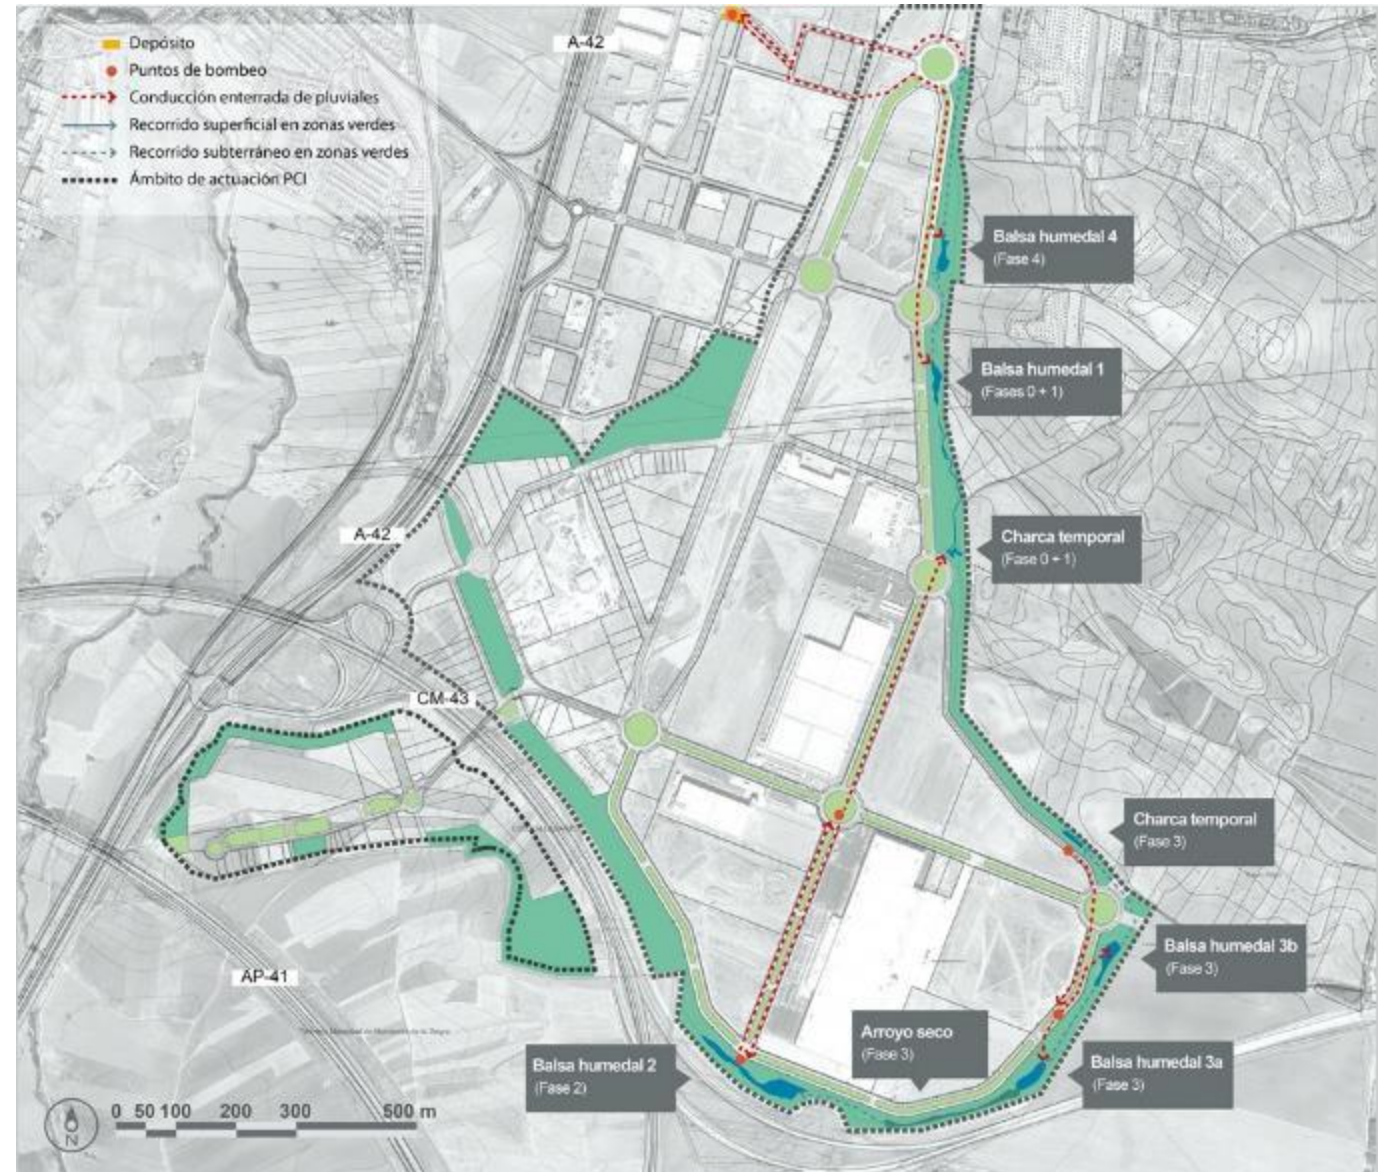 Depósito
Puntos de bombeo
Conducción enterrada de pluviales
Recorrido superficial en zonas verdes
Recorrido subterráneo en zonas verdes
Ámbito de actuación PCI
A-42
Balsa humedal 4
(Fase 4)
Balsa humedal 1
(Fases 0 + 1)
A-42
Charca temporal
(Fase 0 + 1)
CM-43
Charca temporal
(Fase 3)
Balsa humedal 3b
(Fase 3)
AP-41
Arroyo seco
(Fase 3)
Balsa humedal 2
(Fase 2)
Balsa humedal 3a
(Fase 3)
0 50 100 200 300 500 m
N